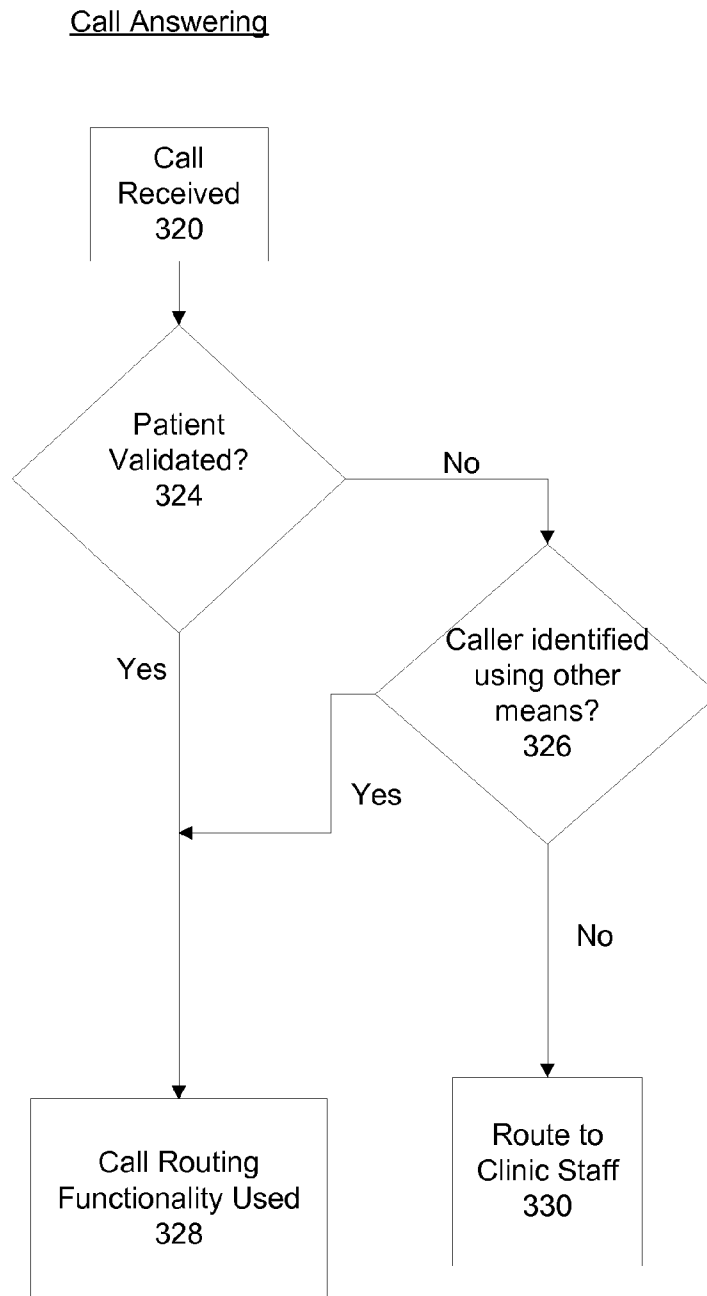 Call Answering
Call
Received
320
Patient
Validated?
324
No
Caller identified
using other
means?
326
Yes
Yes
No
Call Routing
Functionality Used
328
Route to
Clinic Staff
330